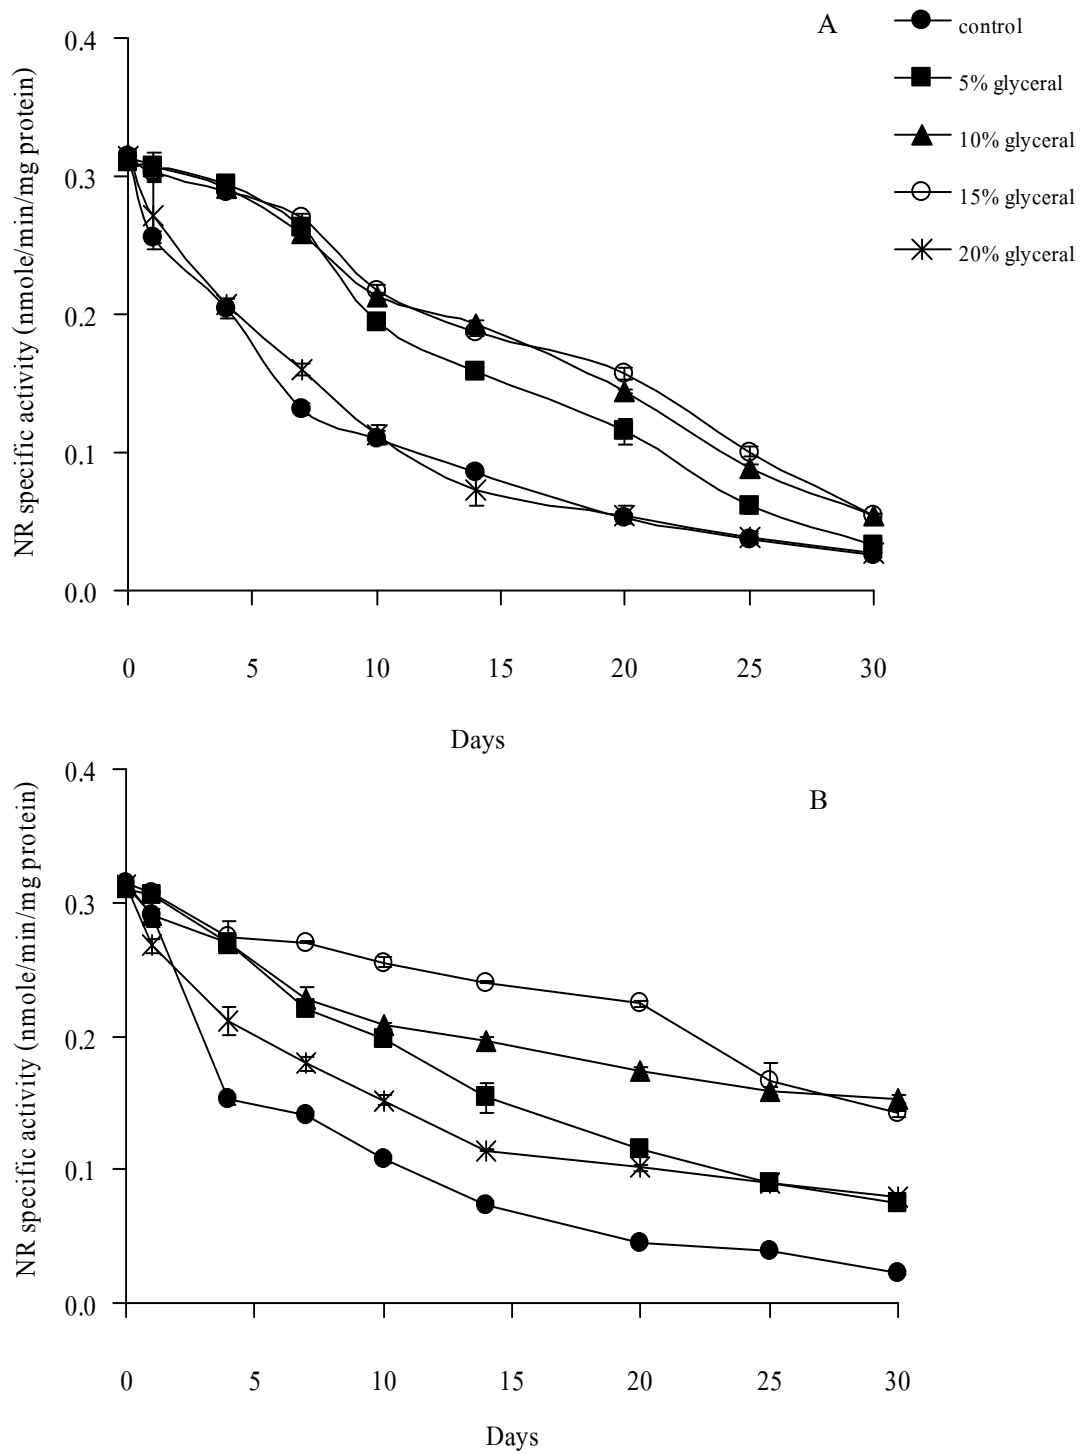 A
control
5% glyceral
10% glyceral
15% glyceral
20% glyceral
NR specific activity (nmole/min/mg protein)
0.4
0.3
0.2
0.1
0.0
0 5 10 15 20 25 30
Days
B
NR specific activity (nmole/min/mg protein)
0.4
0.3
0.2
0.1
0.0
0 5 10 15 20 25 30
Days